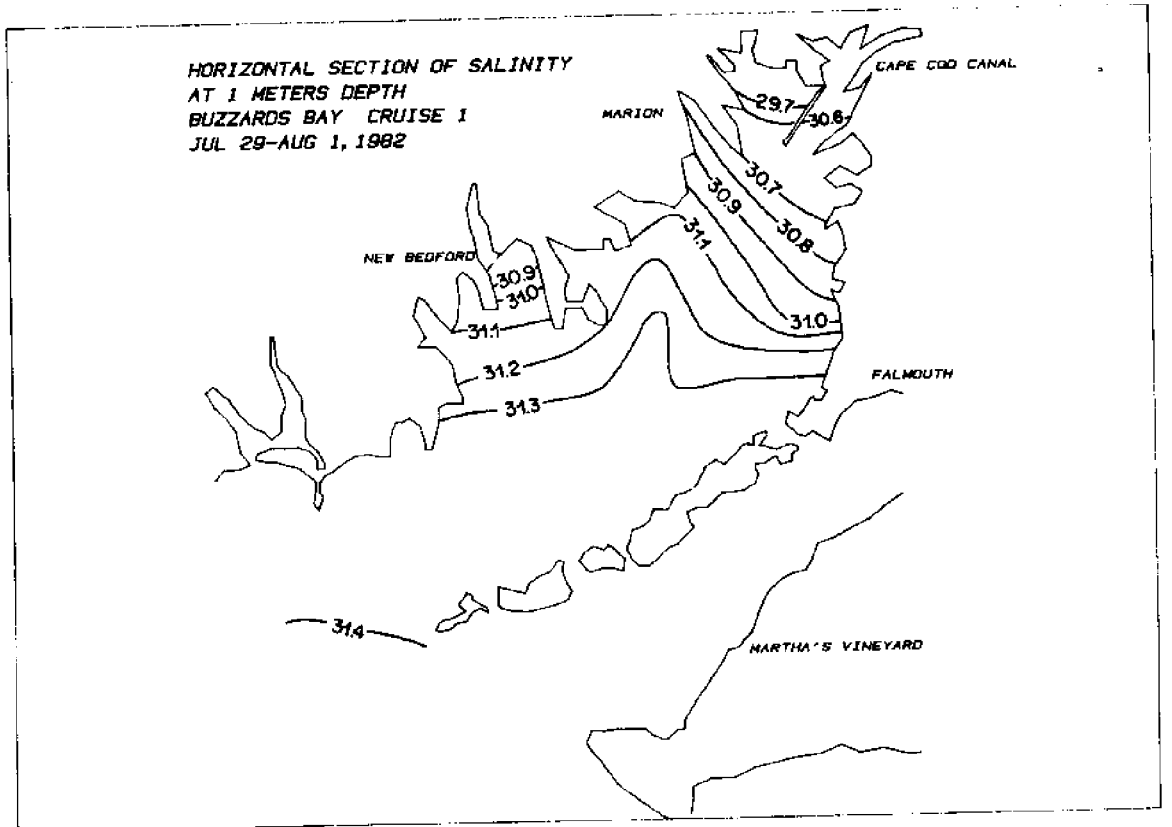 HORIZONTAL SECTION OF SALINITY
AT 1 METERS DEPTH
BUZZARDS BAY CRUISE 1
JUL 29-AUG 1, 1982
CAPE COD CANAL
MARION
29.7
30.6
30.7
30.9
30.8
31.1
31.0
NEW BEDFORD
30.9
31.0
31.1
31.2
31.3
FALMOUTH
31.4
MARTHA'S VINEYARD